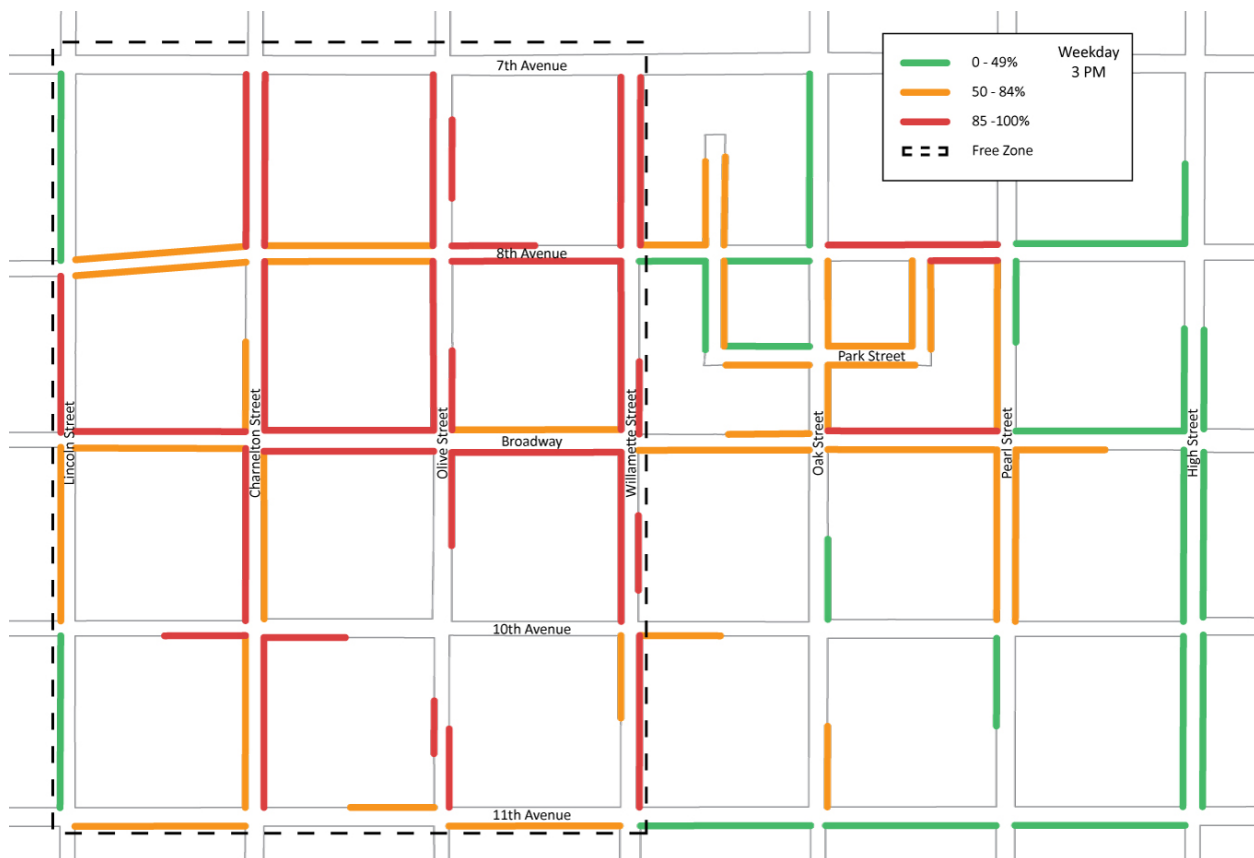 7th Avenue
Weekday
3 PM
0 - 49%
50 - 84%
85 -100%
Free Zone
8th Avenue
Park Street
Lincoln Street
Charnelton Street
Olive Street
Broadway
Willamette Street
Oak Street
Pearl Street
High Street
10th Avenue
11th Avenue